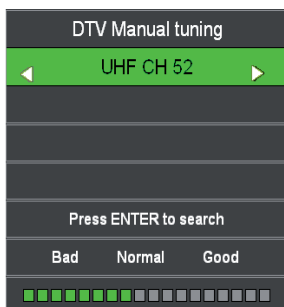 DTV Manual tuning
UHF CH 52
Press ENTER to search
Bad Normal Good